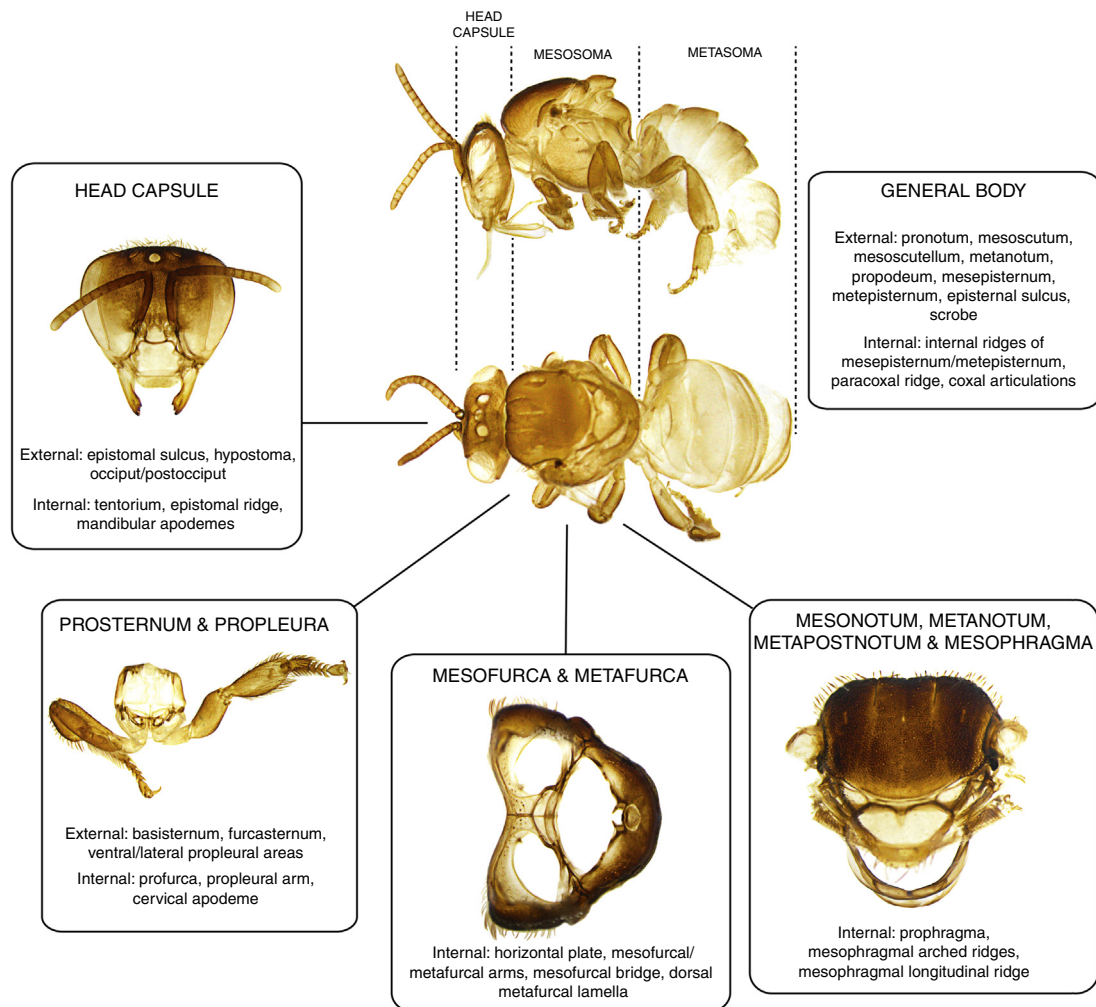 HEAD
CAPSULE
MESOSOMA
METASOMA
HEAD CAPSULE
External: epistomal sulcus, hypostoma,
occiput/postocciput
Internal: tentorium, epistomal ridge,
mandibular apodemes
GENERAL BODY
External: pronotum, mesoscutum,
mesoscutellum, metanotum,
propodeum, mesepisternum,
metepisternum, episternal sulcus,
scrobe
Internal: internal ridges of
mesepisternum/metepisternum,
paracoxal ridge, coxal articulations
PROSTERNUM & PROPLEURA
External: basisternum, furcasternum,
ventral/lateral propleural areas
Internal: profurca, propleural arm,
cervical apodeme
MESOFURCA & METAFURCA
Internal: horizontal plate, mesofurcal/
metafurcal arms, mesofurcal bridge, dorsal
metafurcal lamella
MESONOTUM, METANOTUM,
METAPOSTNOTUM & MESOPHRAGMA
Internal: prophragma,
mesophragmal arched ridges,
mesophragmal longitudinal ridge